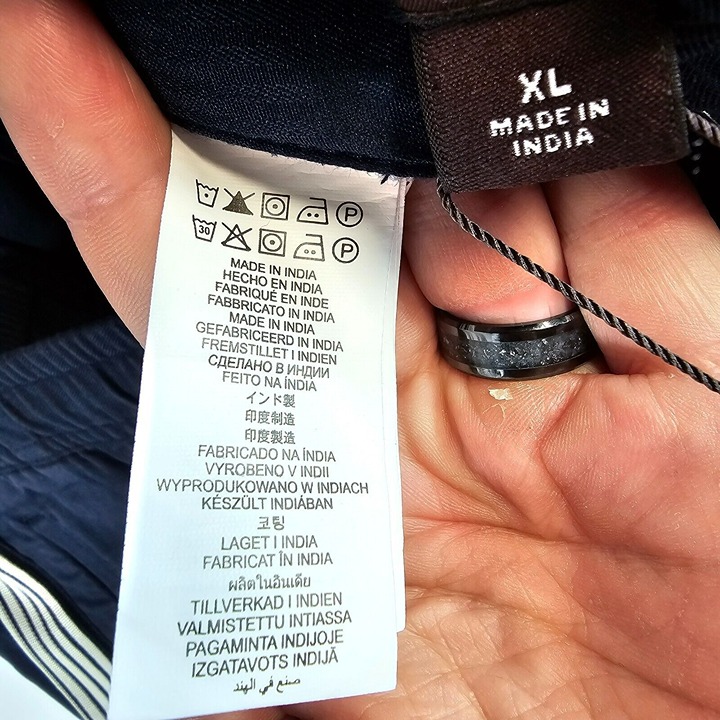 XL
MADE IN
INDIA
30
MADE IN INDIA
HECHO EN INDIA
FABRIQUÉ EN INDE
FABBRICATO IN INDIA
MADE IN INDIA
GEFABRICEERD IN INDIA
FREMSTILLET I INDIEN
СДЕЛАНО В ИНДИИ
FEITO NA ÍNDIA
インド製
印度制造
印度製造
FABRICADO NA ÍNDIA
VYROBENO V INDII
WYPRODUKOWANO W INDIACH
KÉSZÜLT INDIÁBAN
코팅
LAGET I INDIA
FABRICAT ÎN INDIA
ผลิตในอินเดีย
TILLVERKAD I INDIEN
VALMISTETTU INTIASSA
PAGAMINTA INDIJOJE
IZGATAVOTS INDIJĀ
صنع في الهند